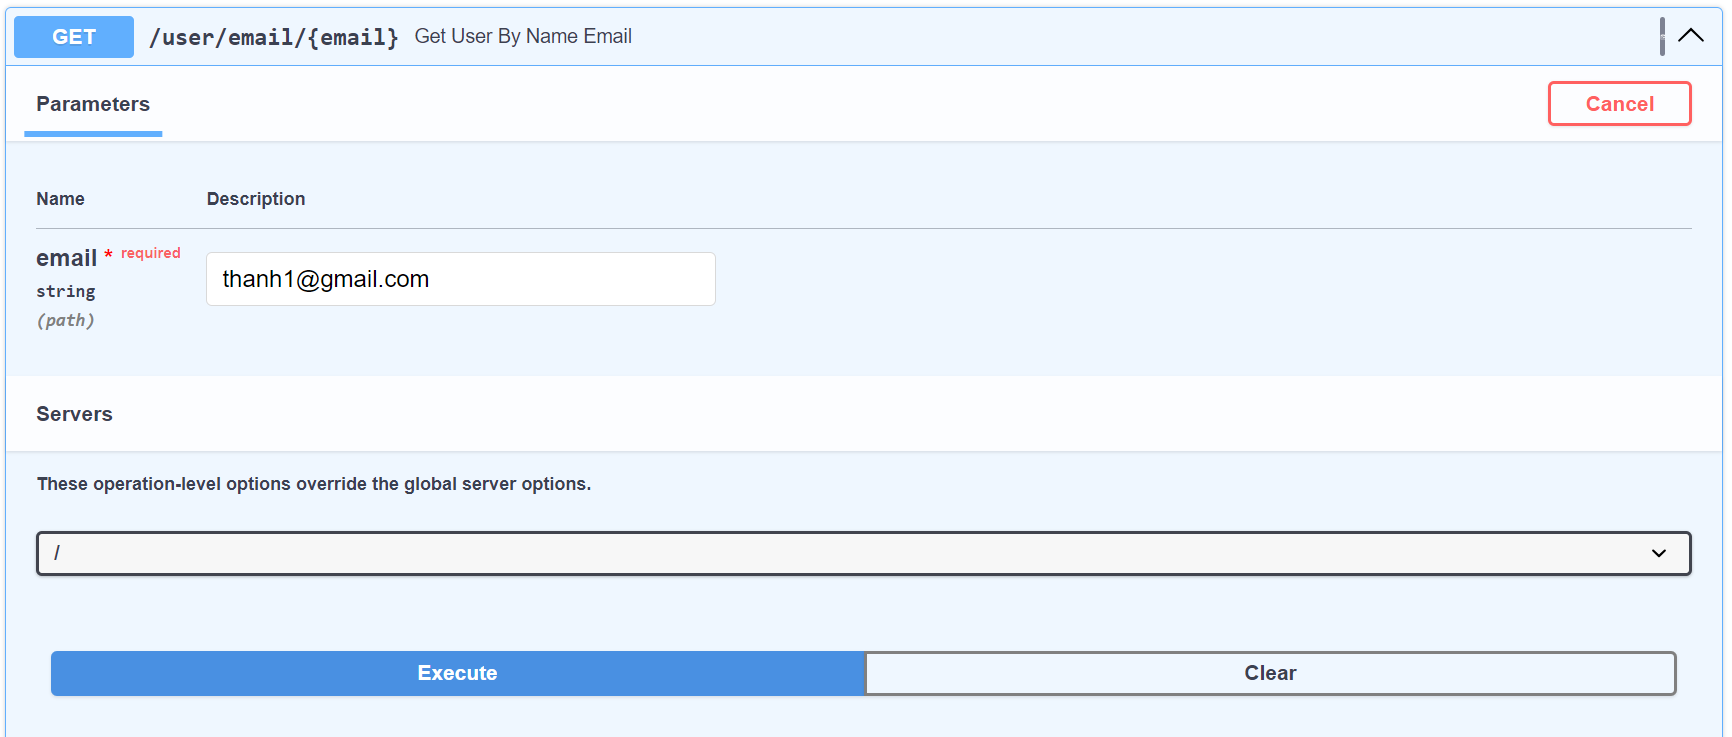 GET /user/email/{email} Get User By Name Email
Parameters
Cancel
Name Description
email * required
string
(path)
thanh1@gmail.com
Servers
These operation-level options override the global server options.
/
Execute Clear